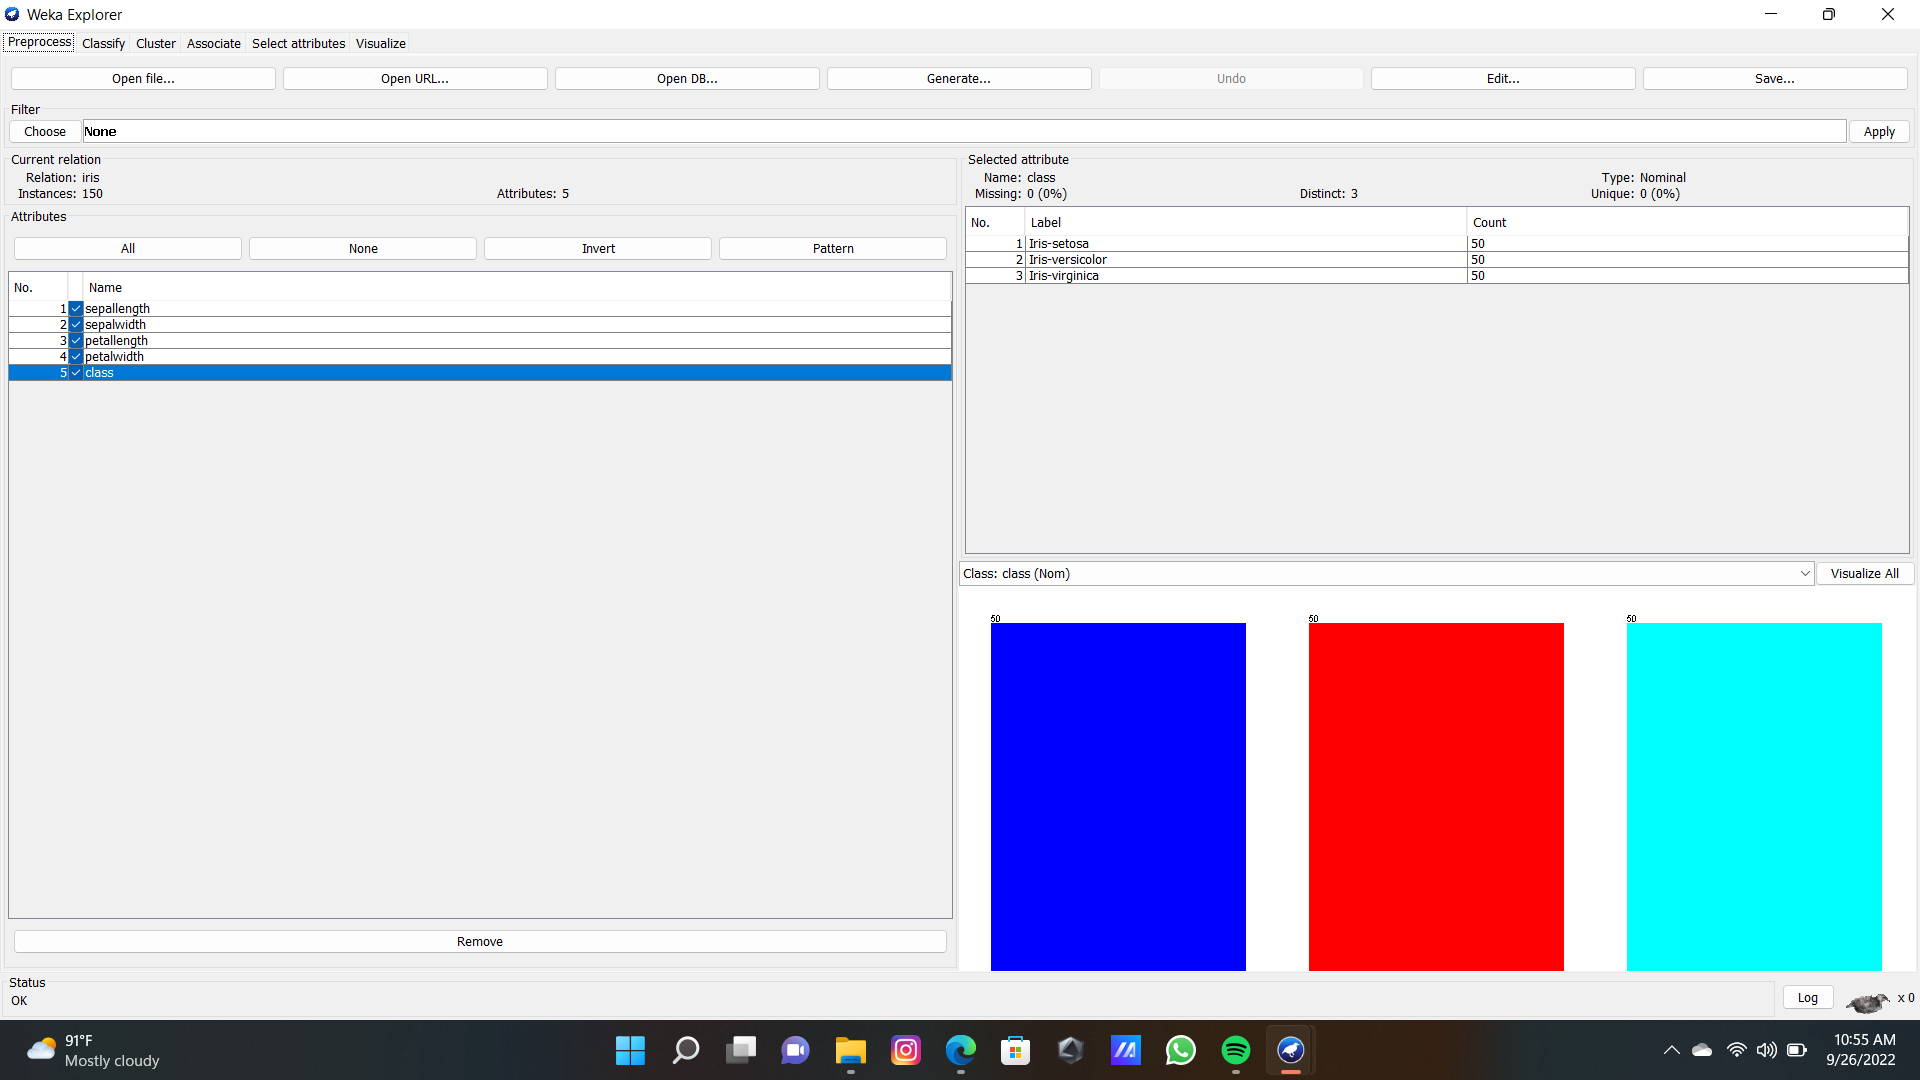 Weka Explorer
Preprocess Classify Cluster Associate Select attributes Visualize
Open file... Open URL... Open DB... Generate... Undo Edit... Save...
Filter
Choose None Apply
Current relation
Relation: iris
Instances: 150 Attributes: 5
Attributes
All None Invert Pattern
No. Name
1 sepallength
2 sepalwidth
3 petallength
4 petalwidth
5 class
Remove
Selected attribute
Name: class Type: Nominal
Missing: 0 (0%) Distinct: 3 Unique: 0 (0%)
No. Label Count
1 Iris-setosa 50
2 Iris-versicolor 50
3 Iris-virginica 50
Class: class (Nom) Visualize All
50 50 50
Status
OK
Log x 0
91°F
Mostly cloudy
10:55 AM
9/26/2022